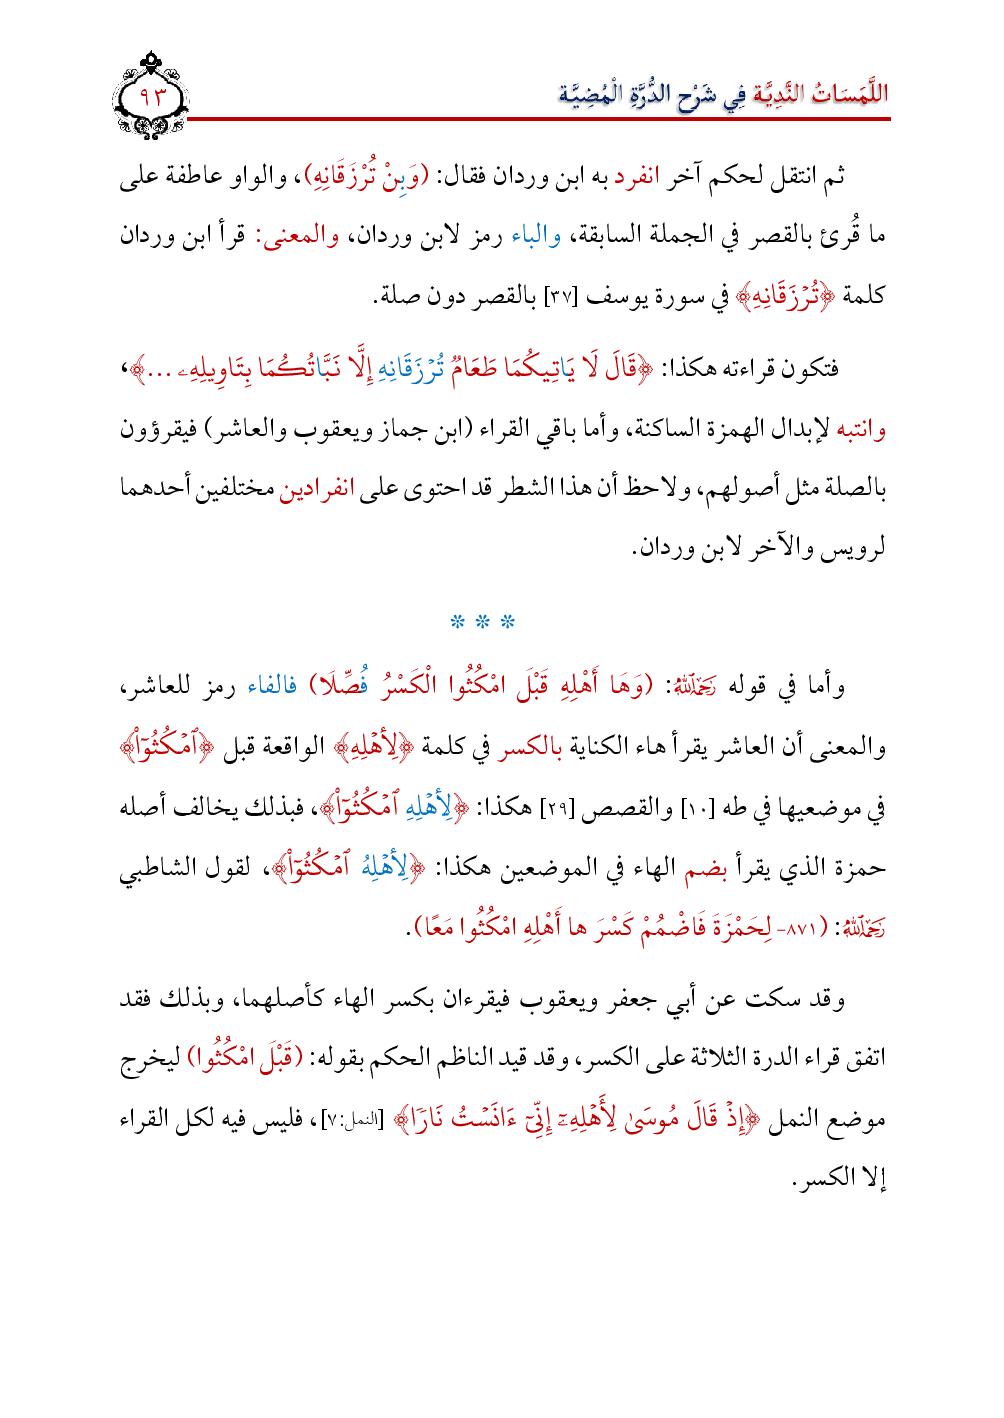 اللَّمَسَاتُ النَّدِيَّة فِي شَرْح الدُّرَّةِ الْمُضِيَّة
٩٣
ثم انتقل لحكم آخر انفرد به ابن وردان فقال: (وَبِنْ تُرْزَقَانِهِ)، والواو عاطفة على
ما قُرئ بالقصر في الجملة السابقة، والباء رمز لابن وردان، والمعنى: قرأ ابن وردان
كلمة ﴿تُرْزَقَانِهِ﴾ في سورة يوسف [٣٧] بالقصر دون صلة.
فتكون قراءته هكذا: ﴿قَالَ لَا يَاتِيكُمَا طَعَامٌ تُرْزَقَانِهِ إِلَّا نَبَّاتُكُمَا بِتَاوِيلِهِۦ ...﴾،
وانتبه لإبدال الهمزة الساكنة، وأما باقي القراء (ابن جماز ويعقوب والعاشر) فيقرؤون
بالصلة مثل أصولهم، ولاحظ أن هذا الشطر قد احتوى على انفرادين مختلفين أحدهما
لرويس والآخر لابن وردان.
* * *
وأما في قوله رَحِمَهُ اللَّهُ: (وَهَا أَهْلِهِ قَبْلَ امْكُثُوا الْكَسْرُ فُصِّلَا) فالفاء رمز للعاشر،
والمعنى أن العاشر يقرأ هاء الكناية بالكسر في كلمة ﴿لِأَهْلِهِ﴾ الواقعة قبل ﴿ٱمْكُثُوٓاْ﴾
في موضعيها في طه [١٠] والقصص [٢٩] هكذا: ﴿لِأَهْلِهِ ٱمْكُثُوٓاْ﴾، فبذلك يخالف أصله
حمزة الذي يقرأ بضم الهاء في الموضعين هكذا: ﴿لِأَهْلِهُ ٱمْكُثُوٓاْ﴾، لقول الشاطبي
رَحِمَهُ اللَّهُ: (٨٧١- لِحَمْزَةَ فَاضْمُمْ كَسْرَ ها أَهْلِهِ امْكُثُوا مَعًا).
وقد سكت عن أبي جعفر ويعقوب فيقرءان بكسر الهاء كأصلهما، وبذلك فقد
اتفق قراء الدرة الثلاثة على الكسر، وقد قيد الناظم الحكم بقوله: (قَبْلَ امْكُثُوا) ليخرج
موضع النمل ﴿إِذْ قَالَ مُوسَىٰ لِأَهْلِهِۦٓ إِنِّىٓ ءَانَسْتُ نَارًا﴾ [النمل:٧]، فليس فيه لكل القراء
إلا الكسر.